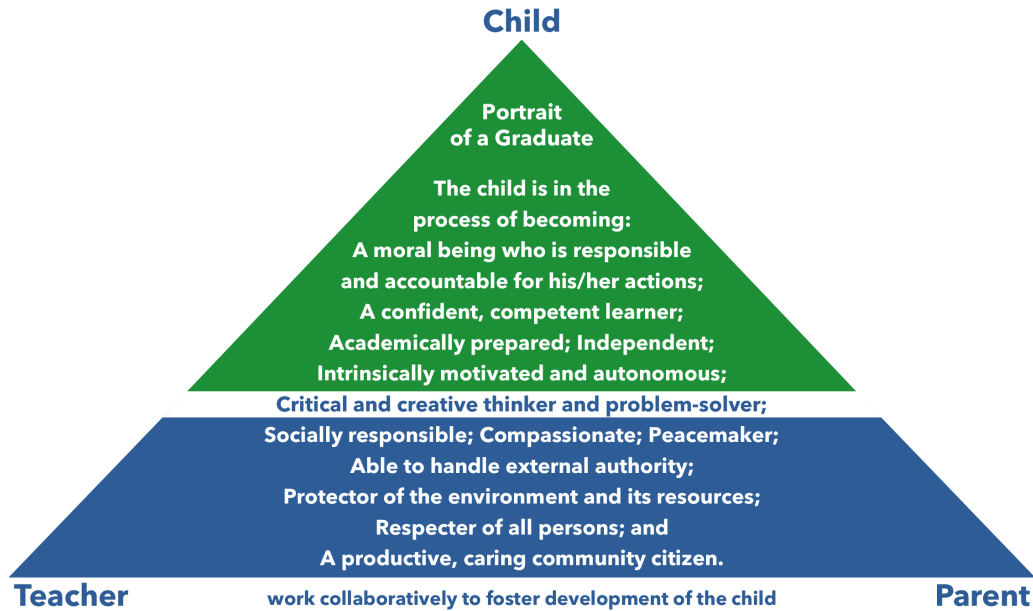 Child
Portrait
of a Graduate
The child is in the
process of becoming:
A moral being who is responsible
and accountable for his/her actions;
A confident, competent learner;
Academically prepared; Independent;
Intrinsically motivated and autonomous;
Critical and creative thinker and problem-solver;
Socially responsible; Compassionate; Peacemaker;
Able to handle external authority;
Protector of the environment and its resources;
Respecter of all persons; and
A productive, caring community citizen.
Teacher work collaboratively to foster development of the child Parent